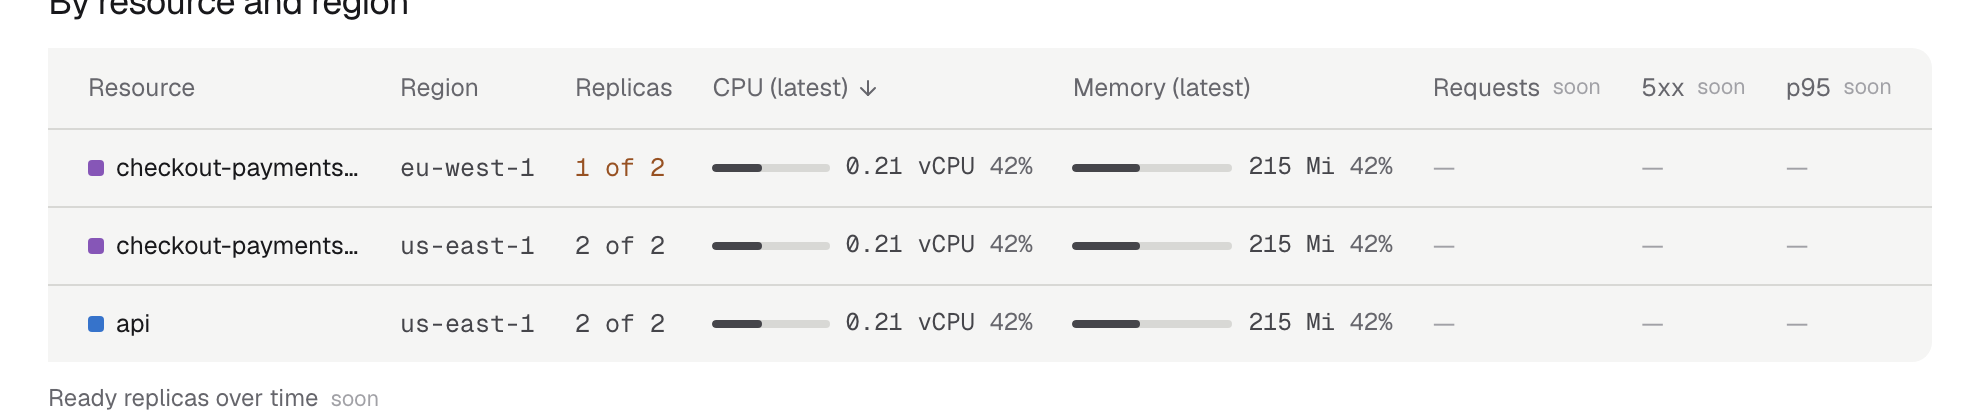 By resource and region
Resource Region Replicas CPU (latest) ↓ Memory (latest) Requests soon 5xx soon p95 soon
checkout-payments… eu-west-1 1 of 2 0.21 vCPU 42% 215 Mi 42% — — —
checkout-payments… us-east-1 2 of 2 0.21 vCPU 42% 215 Mi 42% — — —
api us-east-1 2 of 2 0.21 vCPU 42% 215 Mi 42% — — —
Ready replicas over time soon